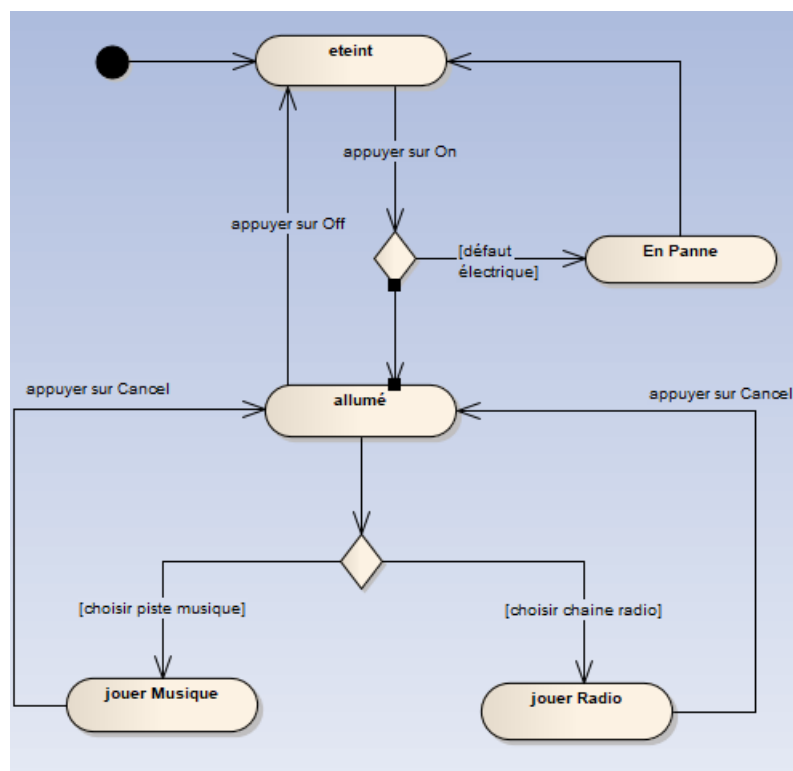 eteint
appuyer sur On
appuyer sur Off
[défaut
électrique]
En Panne
appuyer sur Cancel
allumé
appuyer sur Cancel
[choisir piste musique]
[choisir chaine radio]
jouer Musique
jouer Radio